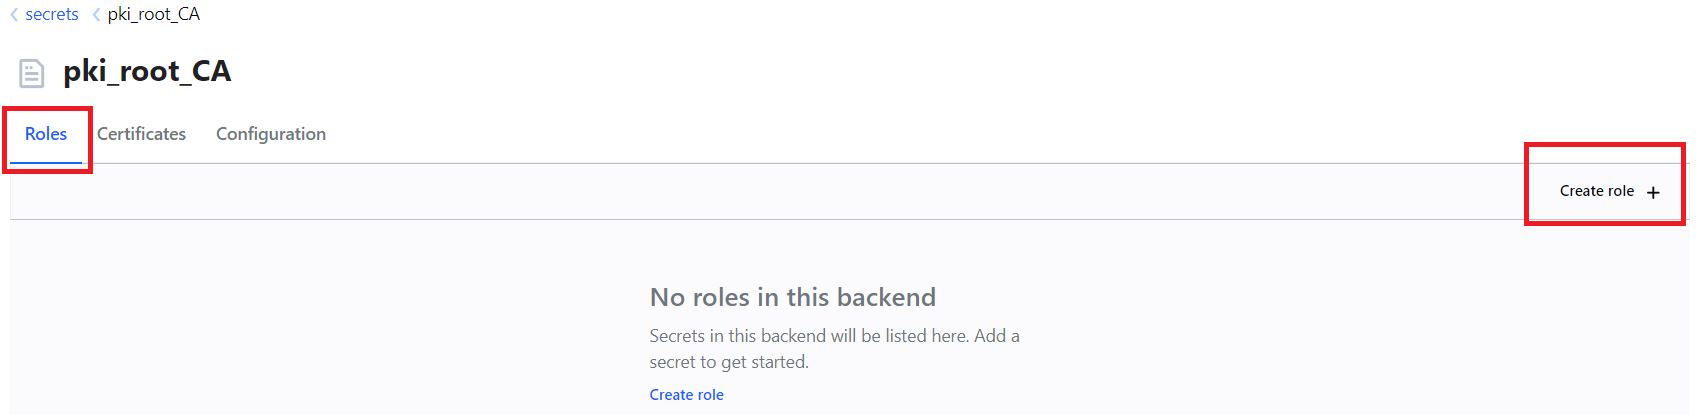 secrets pki_root_CA
pki_root_CA
Roles Certificates Configuration
Create role +
No roles in this backend
Secrets in this backend will be listed here. Add a
secret to get started.
Create role